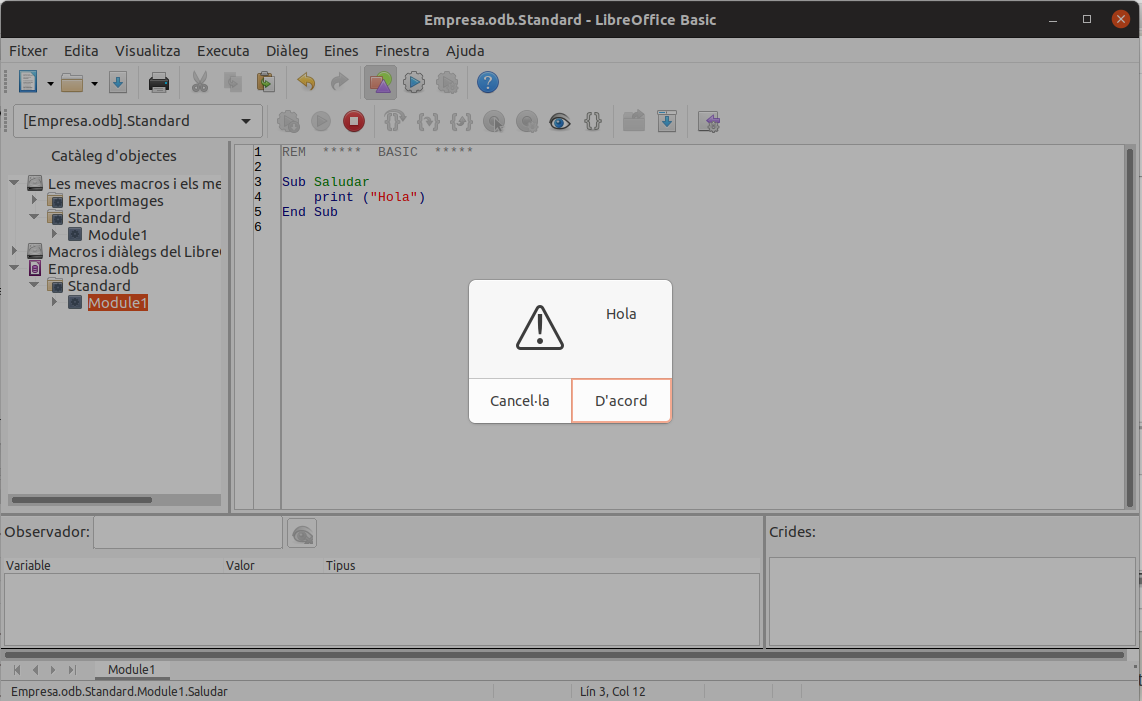 Empresa.odb.Standard - LibreOffice Basic
Fitxer Edita Visualitza Executa Diàleg Eines Finestra Ajuda
[Empresa.odb].Standard
Catàleg d'objectes
Les meves macros i els me
ExportImages
Standard
Module1
Macros i diàlegs del Libre
Empresa.odb
Standard
Module1
1 REM ***** BASIC *****
2
3 Sub Saludar
4 print ("Hola")
5 End Sub
6
Hola
Cancel·la D'acord
Observador:
Variable Valor Tipus
Crides:
Module1
Empresa.odb.Standard.Module1.Saludar Lín 3, Col 12